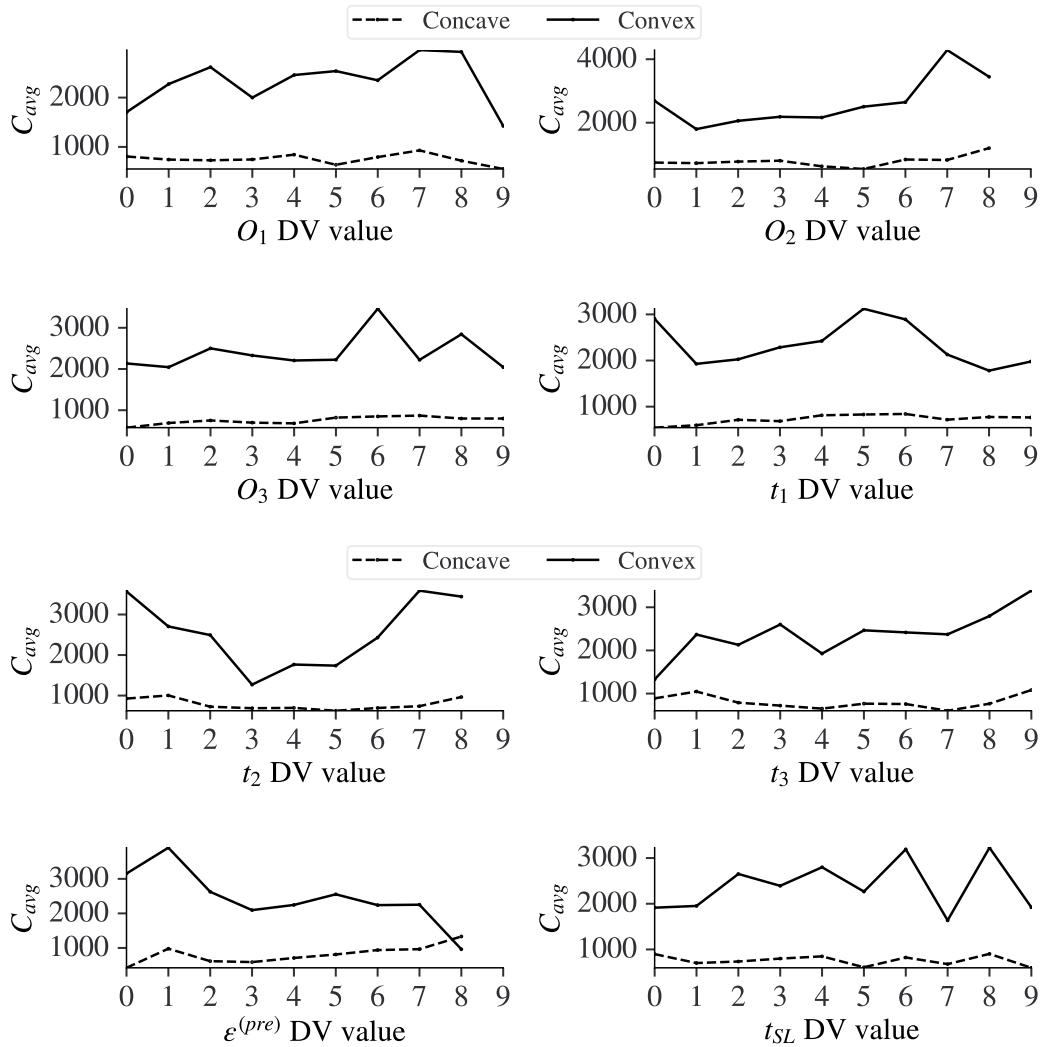 Concave Convex
C_avg
2000
1000
0 1 2 3 4 5 6 7 8 9
O_1 DV value
C_avg
4000
2000
0 1 2 3 4 5 6 7 8 9
O_2 DV value
C_avg
3000
2000
1000
0 1 2 3 4 5 6 7 8 9
O_3 DV value
C_avg
3000
2000
1000
0 1 2 3 4 5 6 7 8 9
t_1 DV value
Concave Convex
C_avg
3000
2000
1000
0 1 2 3 4 5 6 7 8 9
t_2 DV value
C_avg
3000
2000
1000
0 1 2 3 4 5 6 7 8 9
t_3 DV value
C_avg
3000
2000
1000
0 1 2 3 4 5 6 7 8 9
ε^(pre) DV value
C_avg
3000
2000
1000
0 1 2 3 4 5 6 7 8 9
t_SL DV value